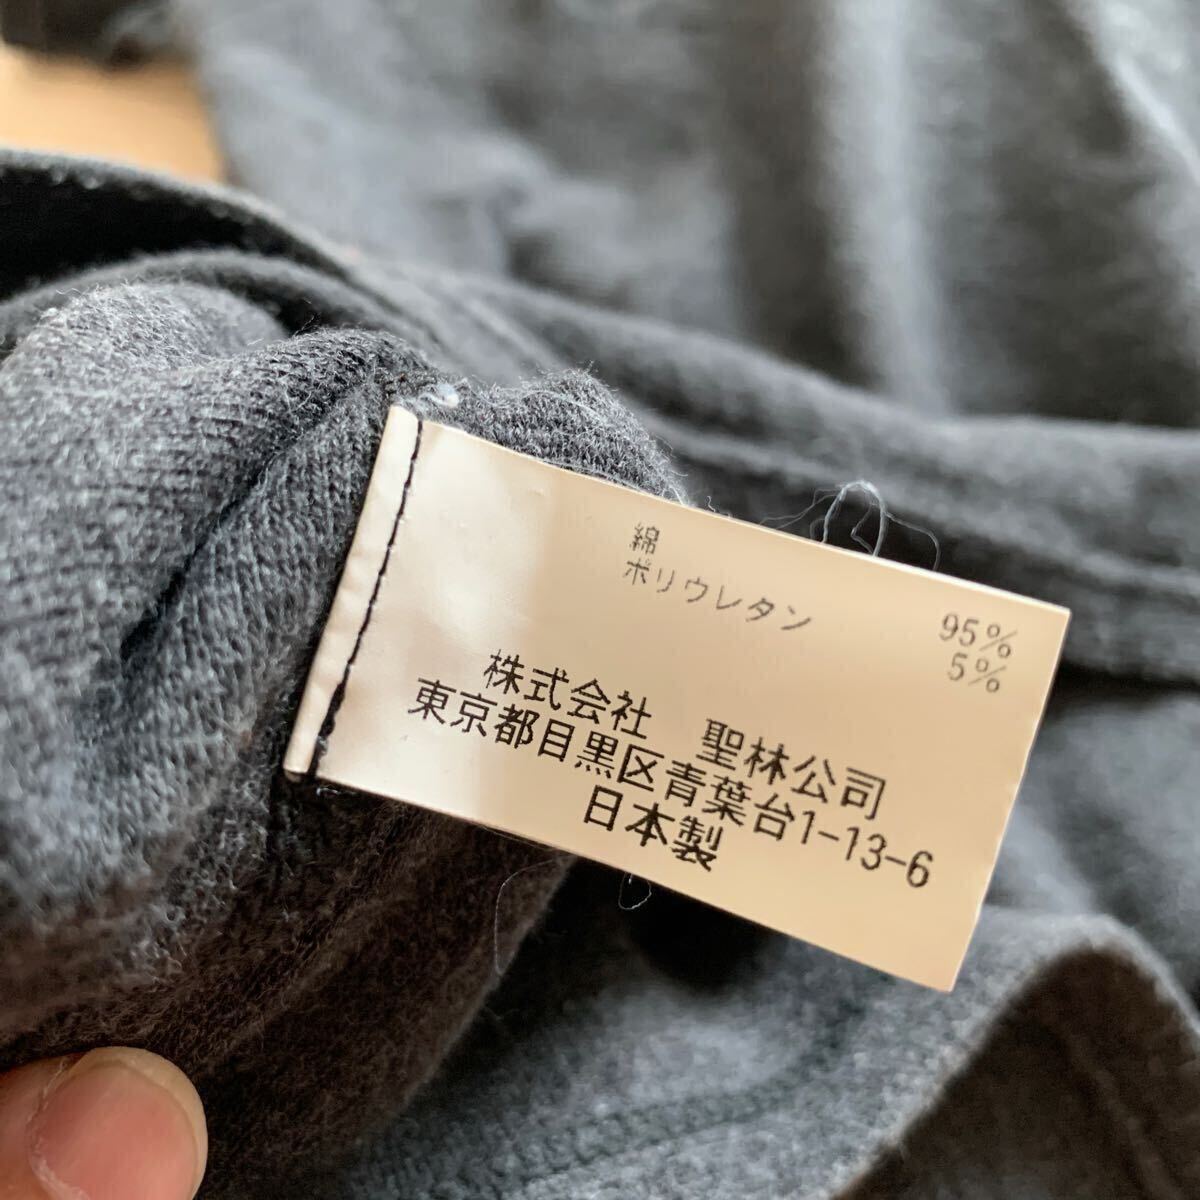 綿 95%
ポリウレタン 5%
株式会社 聖林公司
東京都目黒区青葉台1-13-6
日本製